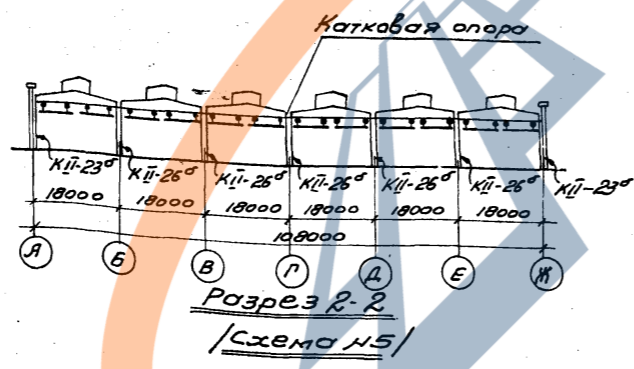 Катковая опора
КII-23б КII-26б КII-26б КII-26б КII-26б КII-26б КII-23б
18000 18000 18000 18000 18000 18000
108000
А Б В Г Д Е Ж
Разрез 2-2
/Схема №5/